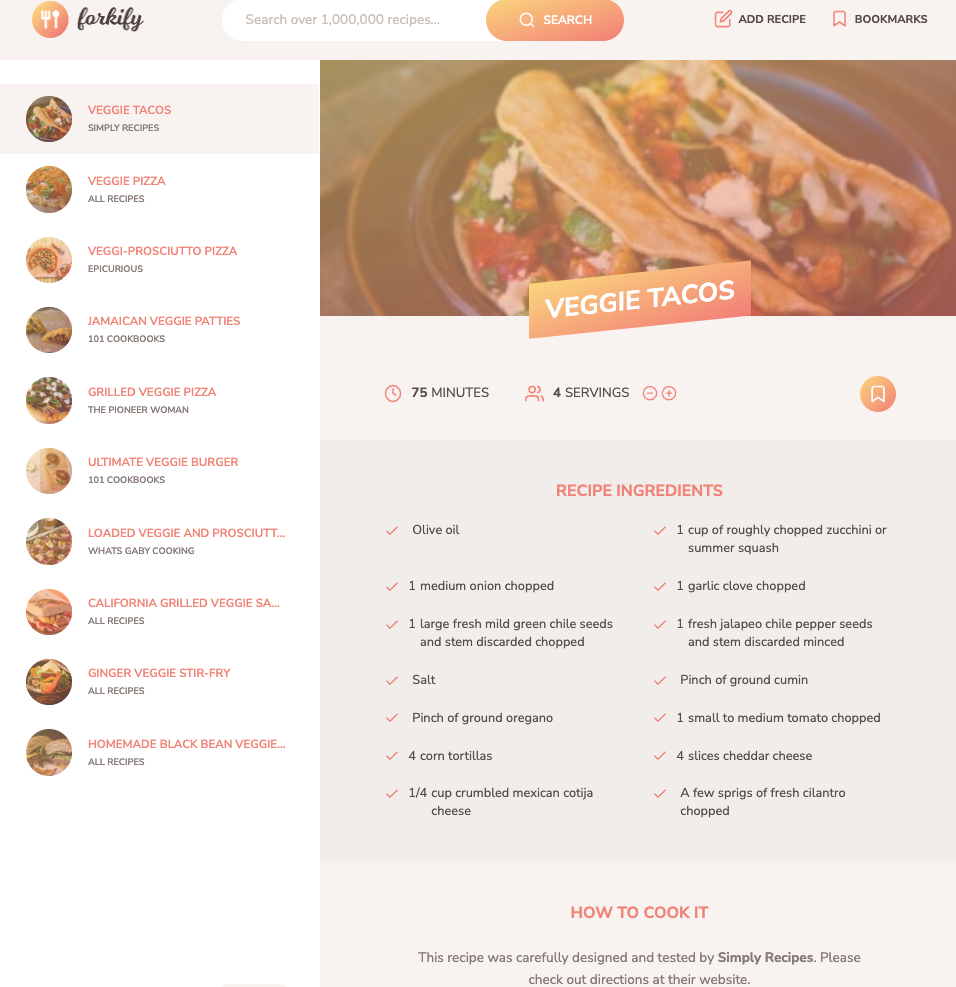 forkify
Search over 1,000,000 recipes...
SEARCH
ADD RECIPE
BOOKMARKS
VEGGIE TACOS
SIMPLY RECIPES
VEGGIE PIZZA
ALL RECIPES
VEGGI-PROSCIUTTO PIZZA
EPICURIOUS
JAMAICAN VEGGIE PATTIES
101 COOKBOOKS
GRILLED VEGGIE PIZZA
THE PIONEER WOMAN
ULTIMATE VEGGIE BURGER
101 COOKBOOKS
LOADED VEGGIE AND PROSCIUTT...
WHATS GABY COOKING
CALIFORNIA GRILLED VEGGIE SA...
ALL RECIPES
GINGER VEGGIE STIR-FRY
ALL RECIPES
HOMEMADE BLACK BEAN VEGGIE...
ALL RECIPES
VEGGIE TACOS
75 MINUTES
4 SERVINGS
RECIPE INGREDIENTS
Olive oil
1 cup of roughly chopped zucchini or
summer squash
1 medium onion chopped
1 garlic clove chopped
1 large fresh mild green chile seeds
and stem discarded chopped
1 fresh jalapeo chile pepper seeds
and stem discarded minced
Salt
Pinch of ground cumin
Pinch of ground oregano
1 small to medium tomato chopped
4 corn tortillas
4 slices cheddar cheese
1/4 cup crumbled mexican cotija
cheese
A few sprigs of fresh cilantro
chopped
HOW TO COOK IT
This recipe was carefully designed and tested by Simply Recipes. Please
check out directions at their website.